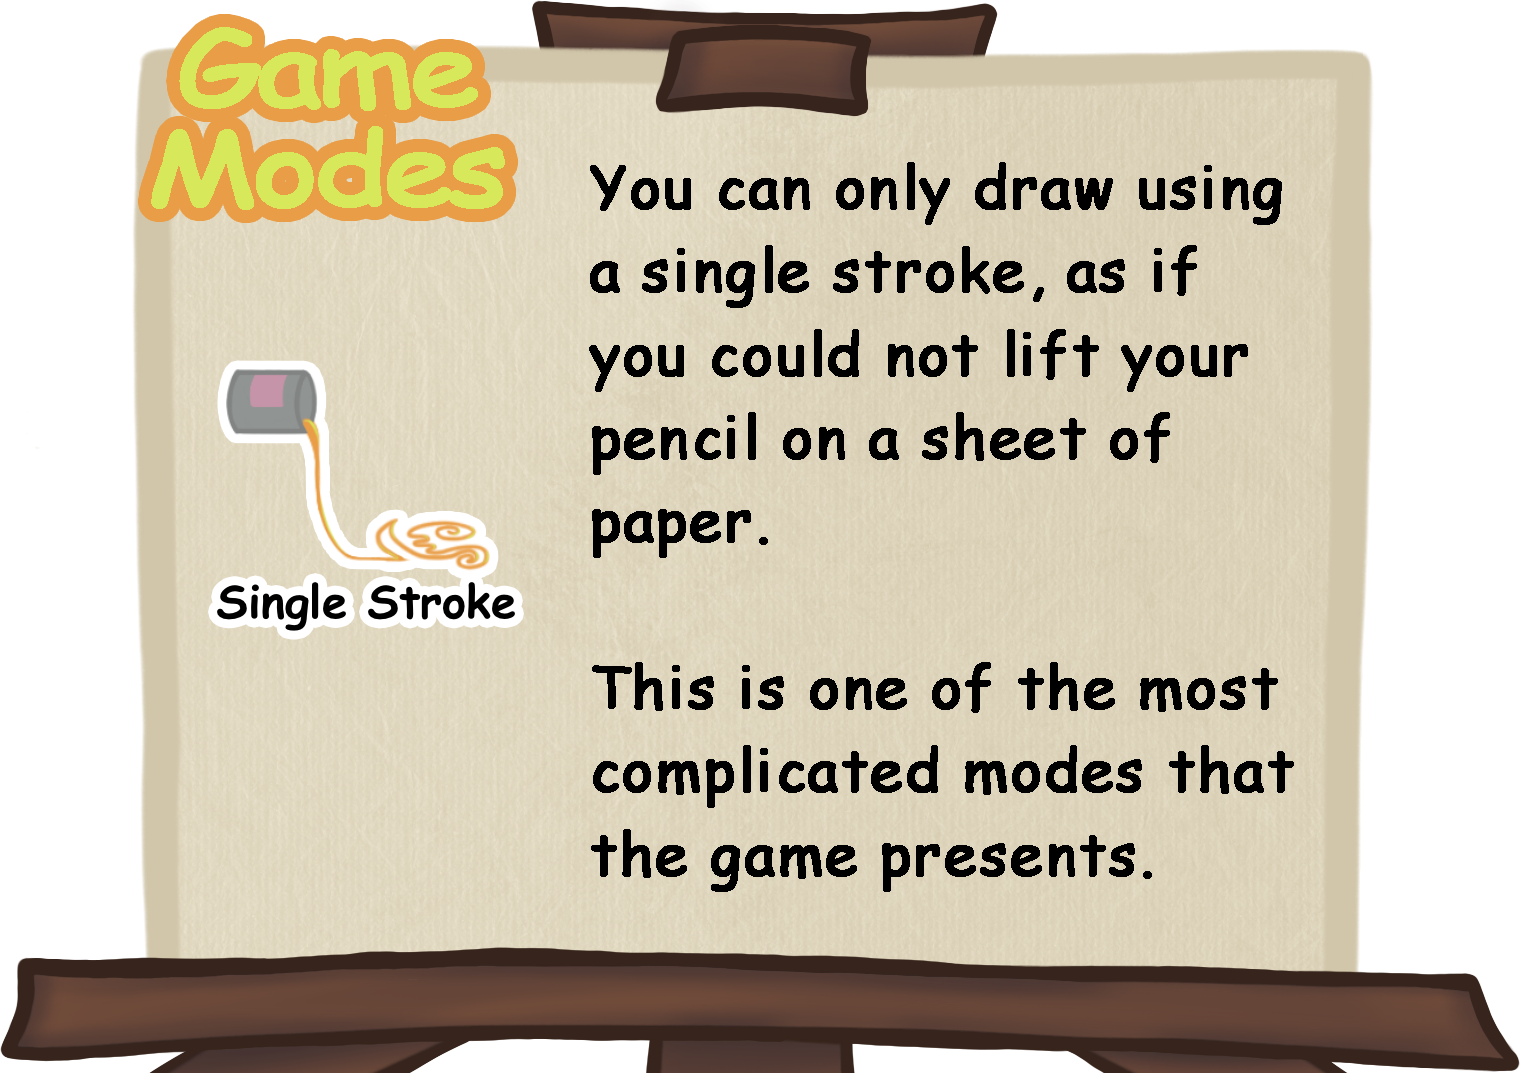 Game
Modes
You can only draw using
a single stroke, as if
you could not lift your
pencil on a sheet of
paper.
Single Stroke
This is one of the most
complicated modes that
the game presents.